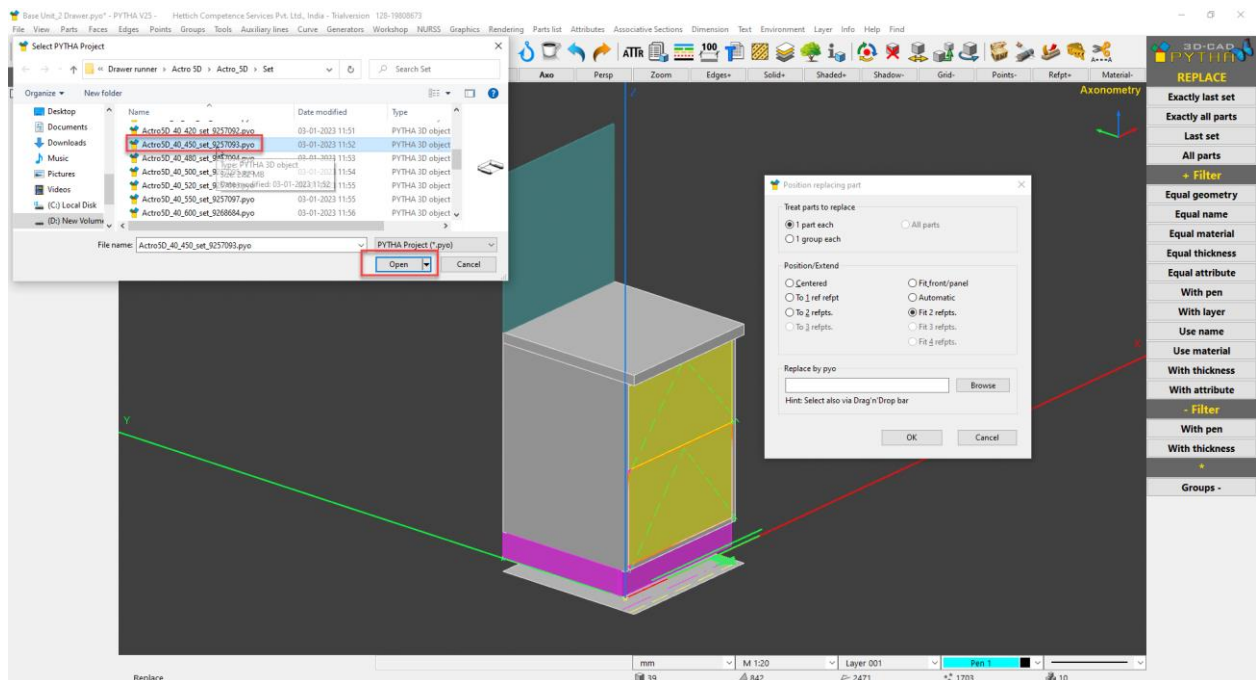 Base Unit_2 Drawer.pyo* - PYTHA V25 - Hettich Competence Services Pvt. Ltd., India - Trialversion 128-19808673
File View Parts Faces Edges Points Groups Tools Auxiliary lines Curve Generators Workshop NURSS Graphics Rendering Parts list Attributes Associative Sections Dimension Text Environment Layer Info Help Find
Select PYTHA Project
« Drawer runner › Actro 5D › Actro_5D › Set
Search Set
Organize New folder
Desktop
Documents
Downloads
Music
Pictures
Videos
(C:) Local Disk
(D:) New Volume
Name Date modified Type
Actro5D_40_420_set_9257092.pyo 03-01-2023 11:51 PYTHA 3D object
Actro5D_40_450_set_9257093.pyo 03-01-2023 11:52 PYTHA 3D object
Actro5D_40_480_set_9257094.pyo 03-01-2023 11:53 PYTHA 3D object
Actro5D_40_500_set_ 03-01-2023 11:54 PYTHA 3D object
Actro5D_40_520_set_ 11:55 PYTHA 3D object
Type: PYTHA 3D object
Size: 2.82 MB
Date modified: 03-01-2023 11:52
Actro5D_40_550_set_9257097.pyo 03-01-2023 11:55 PYTHA 3D object
Actro5D_40_600_set_9268684.pyo 03-01-2023 11:56 PYTHA 3D object
File name: Actro5D_40_450_set_9257093.pyo PYTHA Project (*.pyo)
Open Cancel
ATTR 100
Axo Persp Zoom Edges+ Solid+ Shaded+ Shadow- Grid- Points- Refpt+ Material-
Axonometry
Y
X
Position replacing part
Treat parts to replace
1 part each All parts
1 group each
Position/Extend
Centered Fit front/panel
To 1 ref refpt Automatic
To 2 refpts. Fit 2 refpts.
To 3 refpts. Fit 3 refpts.
Fit 4 refpts.
Replace by pyo
Browse
Hint: Select also via Drag'n'Drop bar
OK Cancel
3D-CAD
PYTHA
REPLACE
Exactly last set
Exactly all parts
Last set
All parts
+ Filter
Equal geometry
Equal name
Equal material
Equal thickness
Equal attribute
With pen
With layer
Use name
Use material
With thickness
With attribute
- Filter
With pen
With thickness
*
Groups -
mm M 1:20 Layer 001 Pen 1
Replace 39 842 2471 1703 10